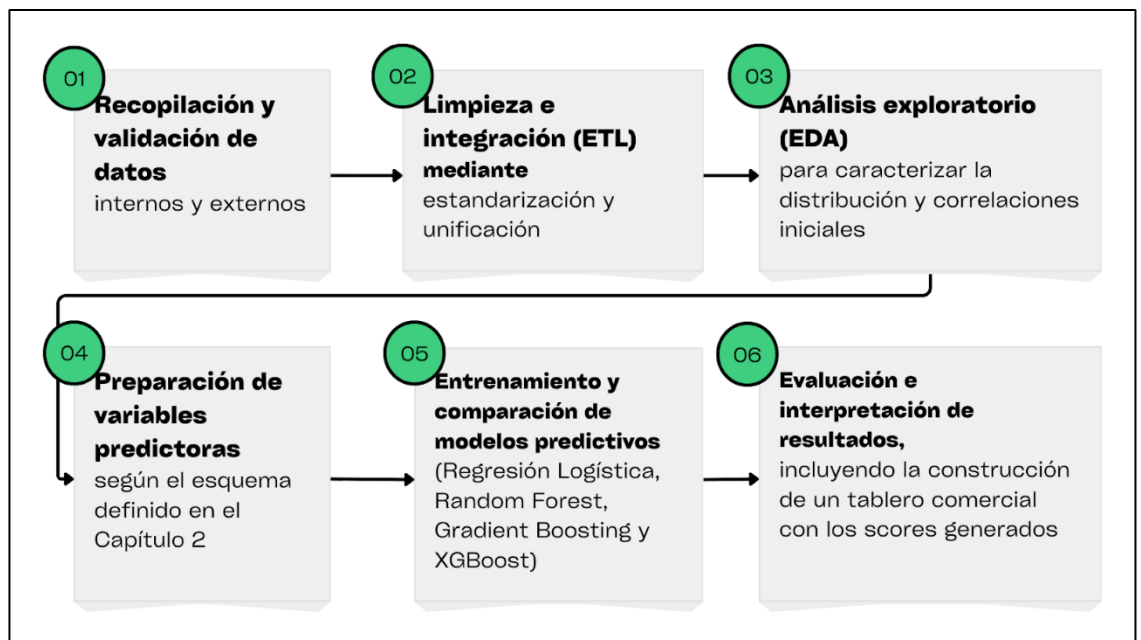 01
Recopilación y
validación de
datos
internos y externos
02
Limpieza e
integración (ETL)
mediante
estandarización y
unificación
03
Análisis exploratorio
(EDA)
para caracterizar la
distribución y correlaciones
iniciales
04
Preparación de
variables
predictoras
según el esquema
definido en el
Capítulo 2
05
Entrenamiento y
comparación de
modelos predictivos
(Regresión Logística,
Random Forest,
Gradient Boosting y
XGBoost)
06
Evaluación e
interpretación de
resultados,
incluyendo la construcción
de un tablero comercial
con los scores generados